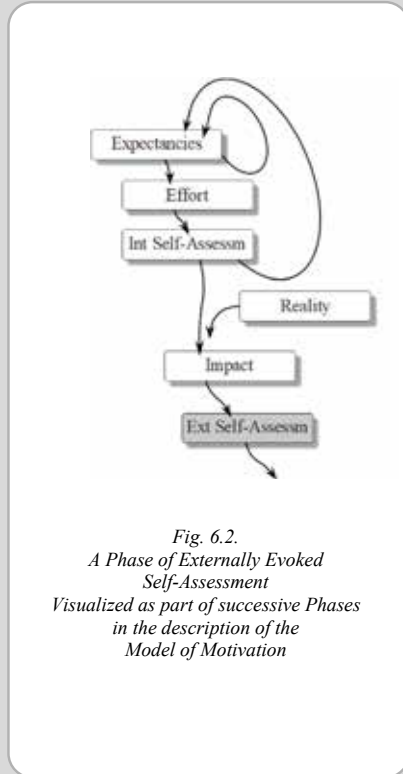 Expectancies
Effort
Int Self-Assessm
Reality
Impact
Ext Self-Assessm
Fig. 6.2.
A Phase of Externally Evoked
Self-Assessment
Visualized as part of successive Phases
in the description of the
Model of Motivation